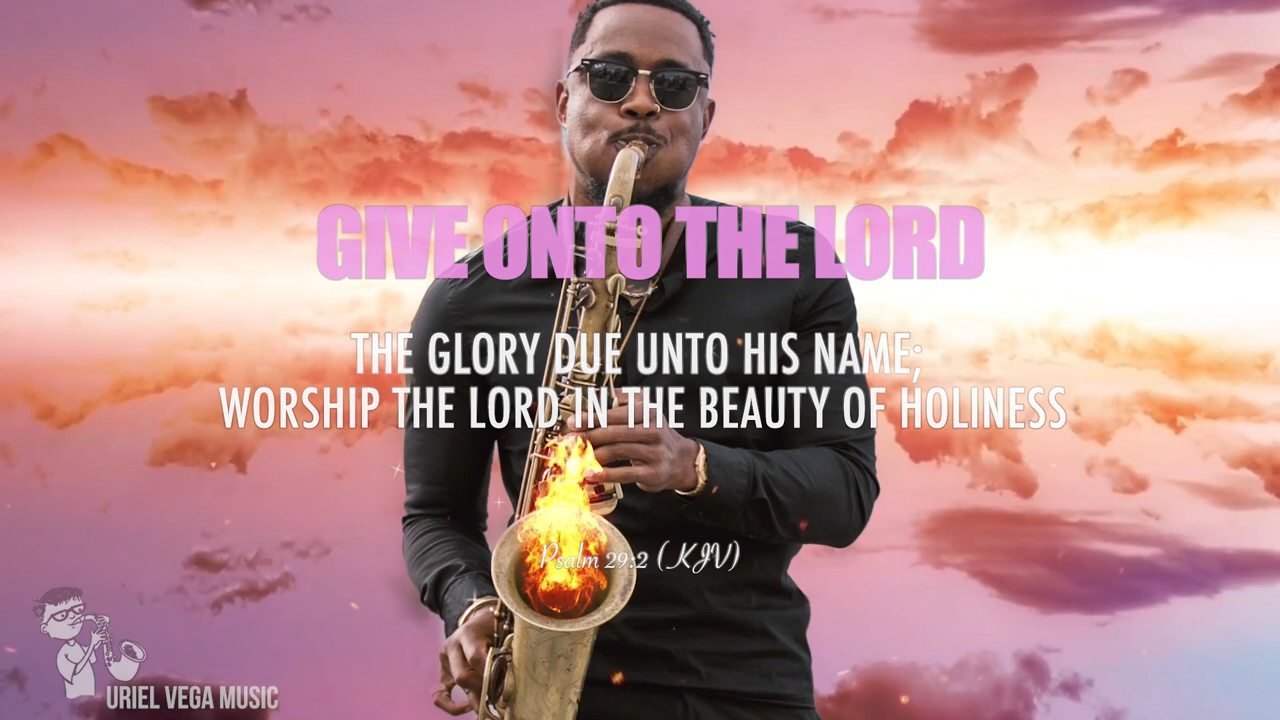 GIVE ONTO THE LORD
THE GLORY DUE UNTO HIS NAME;
WORSHIP THE LORD IN THE BEAUTY OF HOLINESS
Psalm 29:2 (KJV)
URIEL VEGA MUSIC